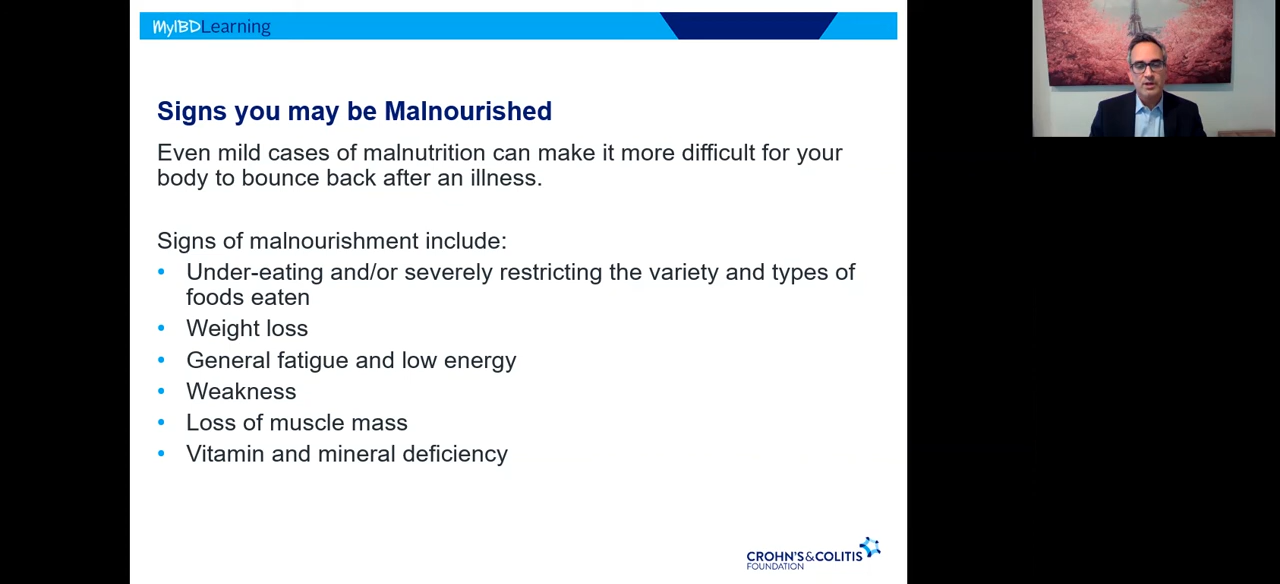 MyIBDLearning
Signs you may be Malnourished
Even mild cases of malnutrition can make it more difficult for your
body to bounce back after an illness.
Signs of malnourishment include:
• Under-eating and/or severely restricting the variety and types of
foods eaten
• Weight loss
• General fatigue and low energy
• Weakness
• Loss of muscle mass
• Vitamin and mineral deficiency
CROHN'S&COLITIS
FOUNDATION